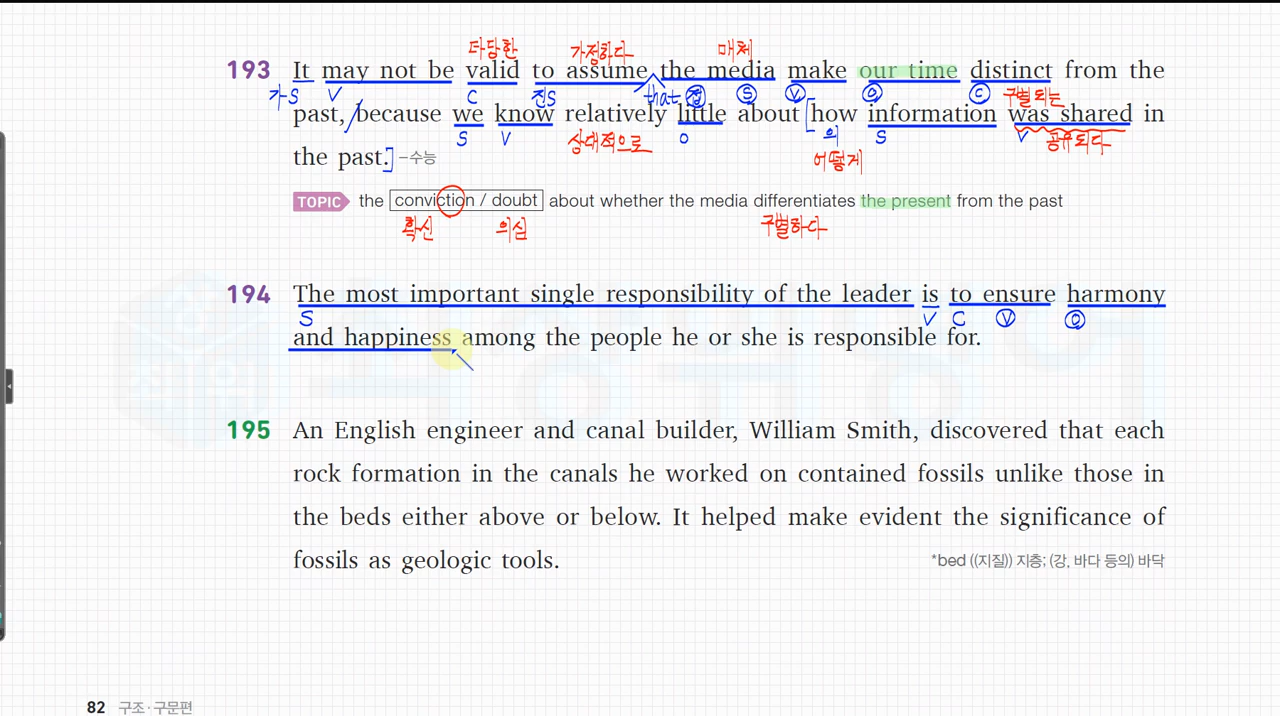 타당한 가정하다 매체
193 It may not be valid to assume the media make our time distinct from the
가S V C 진S that 접 S V O C 구별되는
past, because we know relatively little about [how information was shared in
S V 상대적으로 O 의 S V 공유되다
the past.] –수능 어떻게
TOPIC the conviction / doubt about whether the media differentiates the present from the past
확신 의심 구별하다
194 The most important single responsibility of the leader is to ensure harmony
S V C V O
and happiness among the people he or she is responsible for.
195 An English engineer and canal builder, William Smith, discovered that each
rock formation in the canals he worked on contained fossils unlike those in
the beds either above or below. It helped make evident the significance of
fossils as geologic tools. *bed ((지질)) 지층; (강, 바다 등의) 바닥
82 구조·구문편